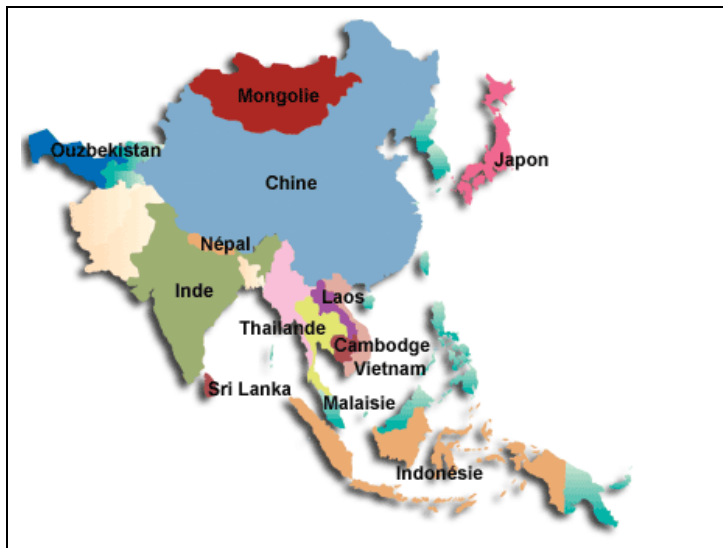 Mongolie
Ouzbekistan
Japon
Chine
Népal
Inde
Laos
Thailande
Cambodge
Vietnam
Sri Lanka
Malaisie
Indonésie